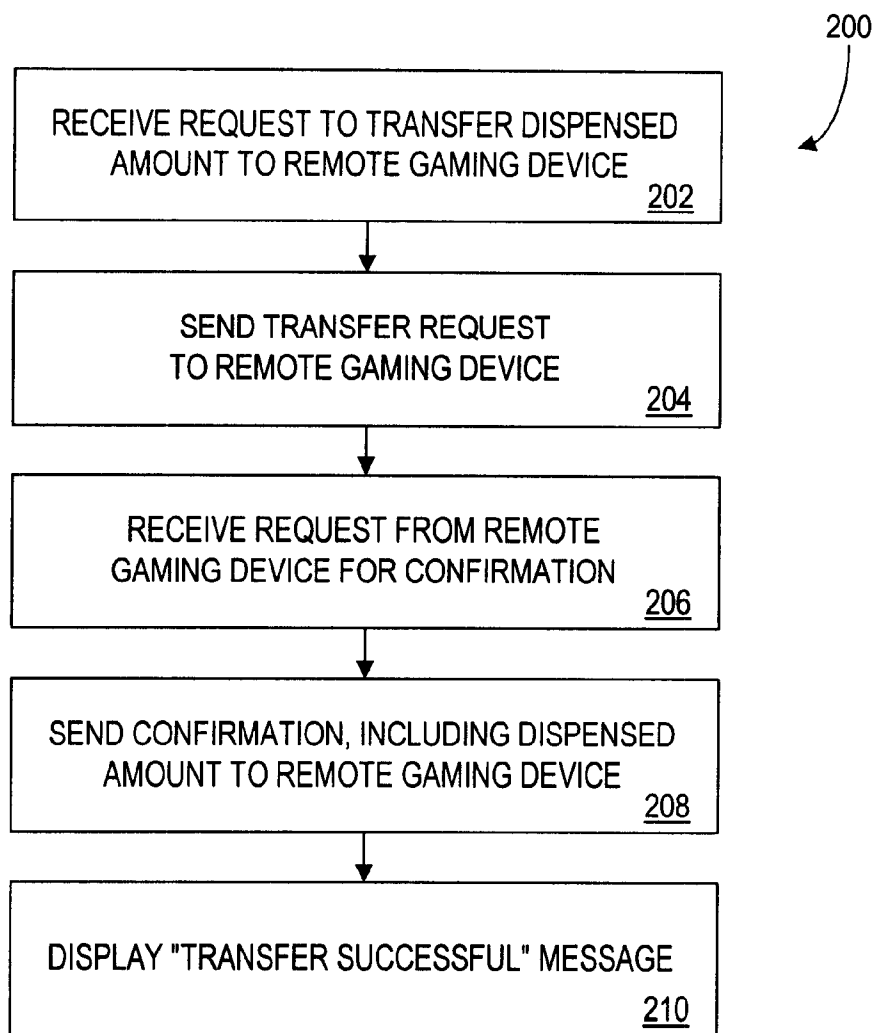 200
RECEIVE REQUEST TO TRANSFER DISPENSED
AMOUNT TO REMOTE GAMING DEVICE
202
SEND TRANSFER REQUEST
TO REMOTE GAMING DEVICE
204
RECEIVE REQUEST FROM REMOTE
GAMING DEVICE FOR CONFIRMATION
206
SEND CONFIRMATION, INCLUDING DISPENSED
AMOUNT TO REMOTE GAMING DEVICE
208
DISPLAY "TRANSFER SUCCESSFUL" MESSAGE
210